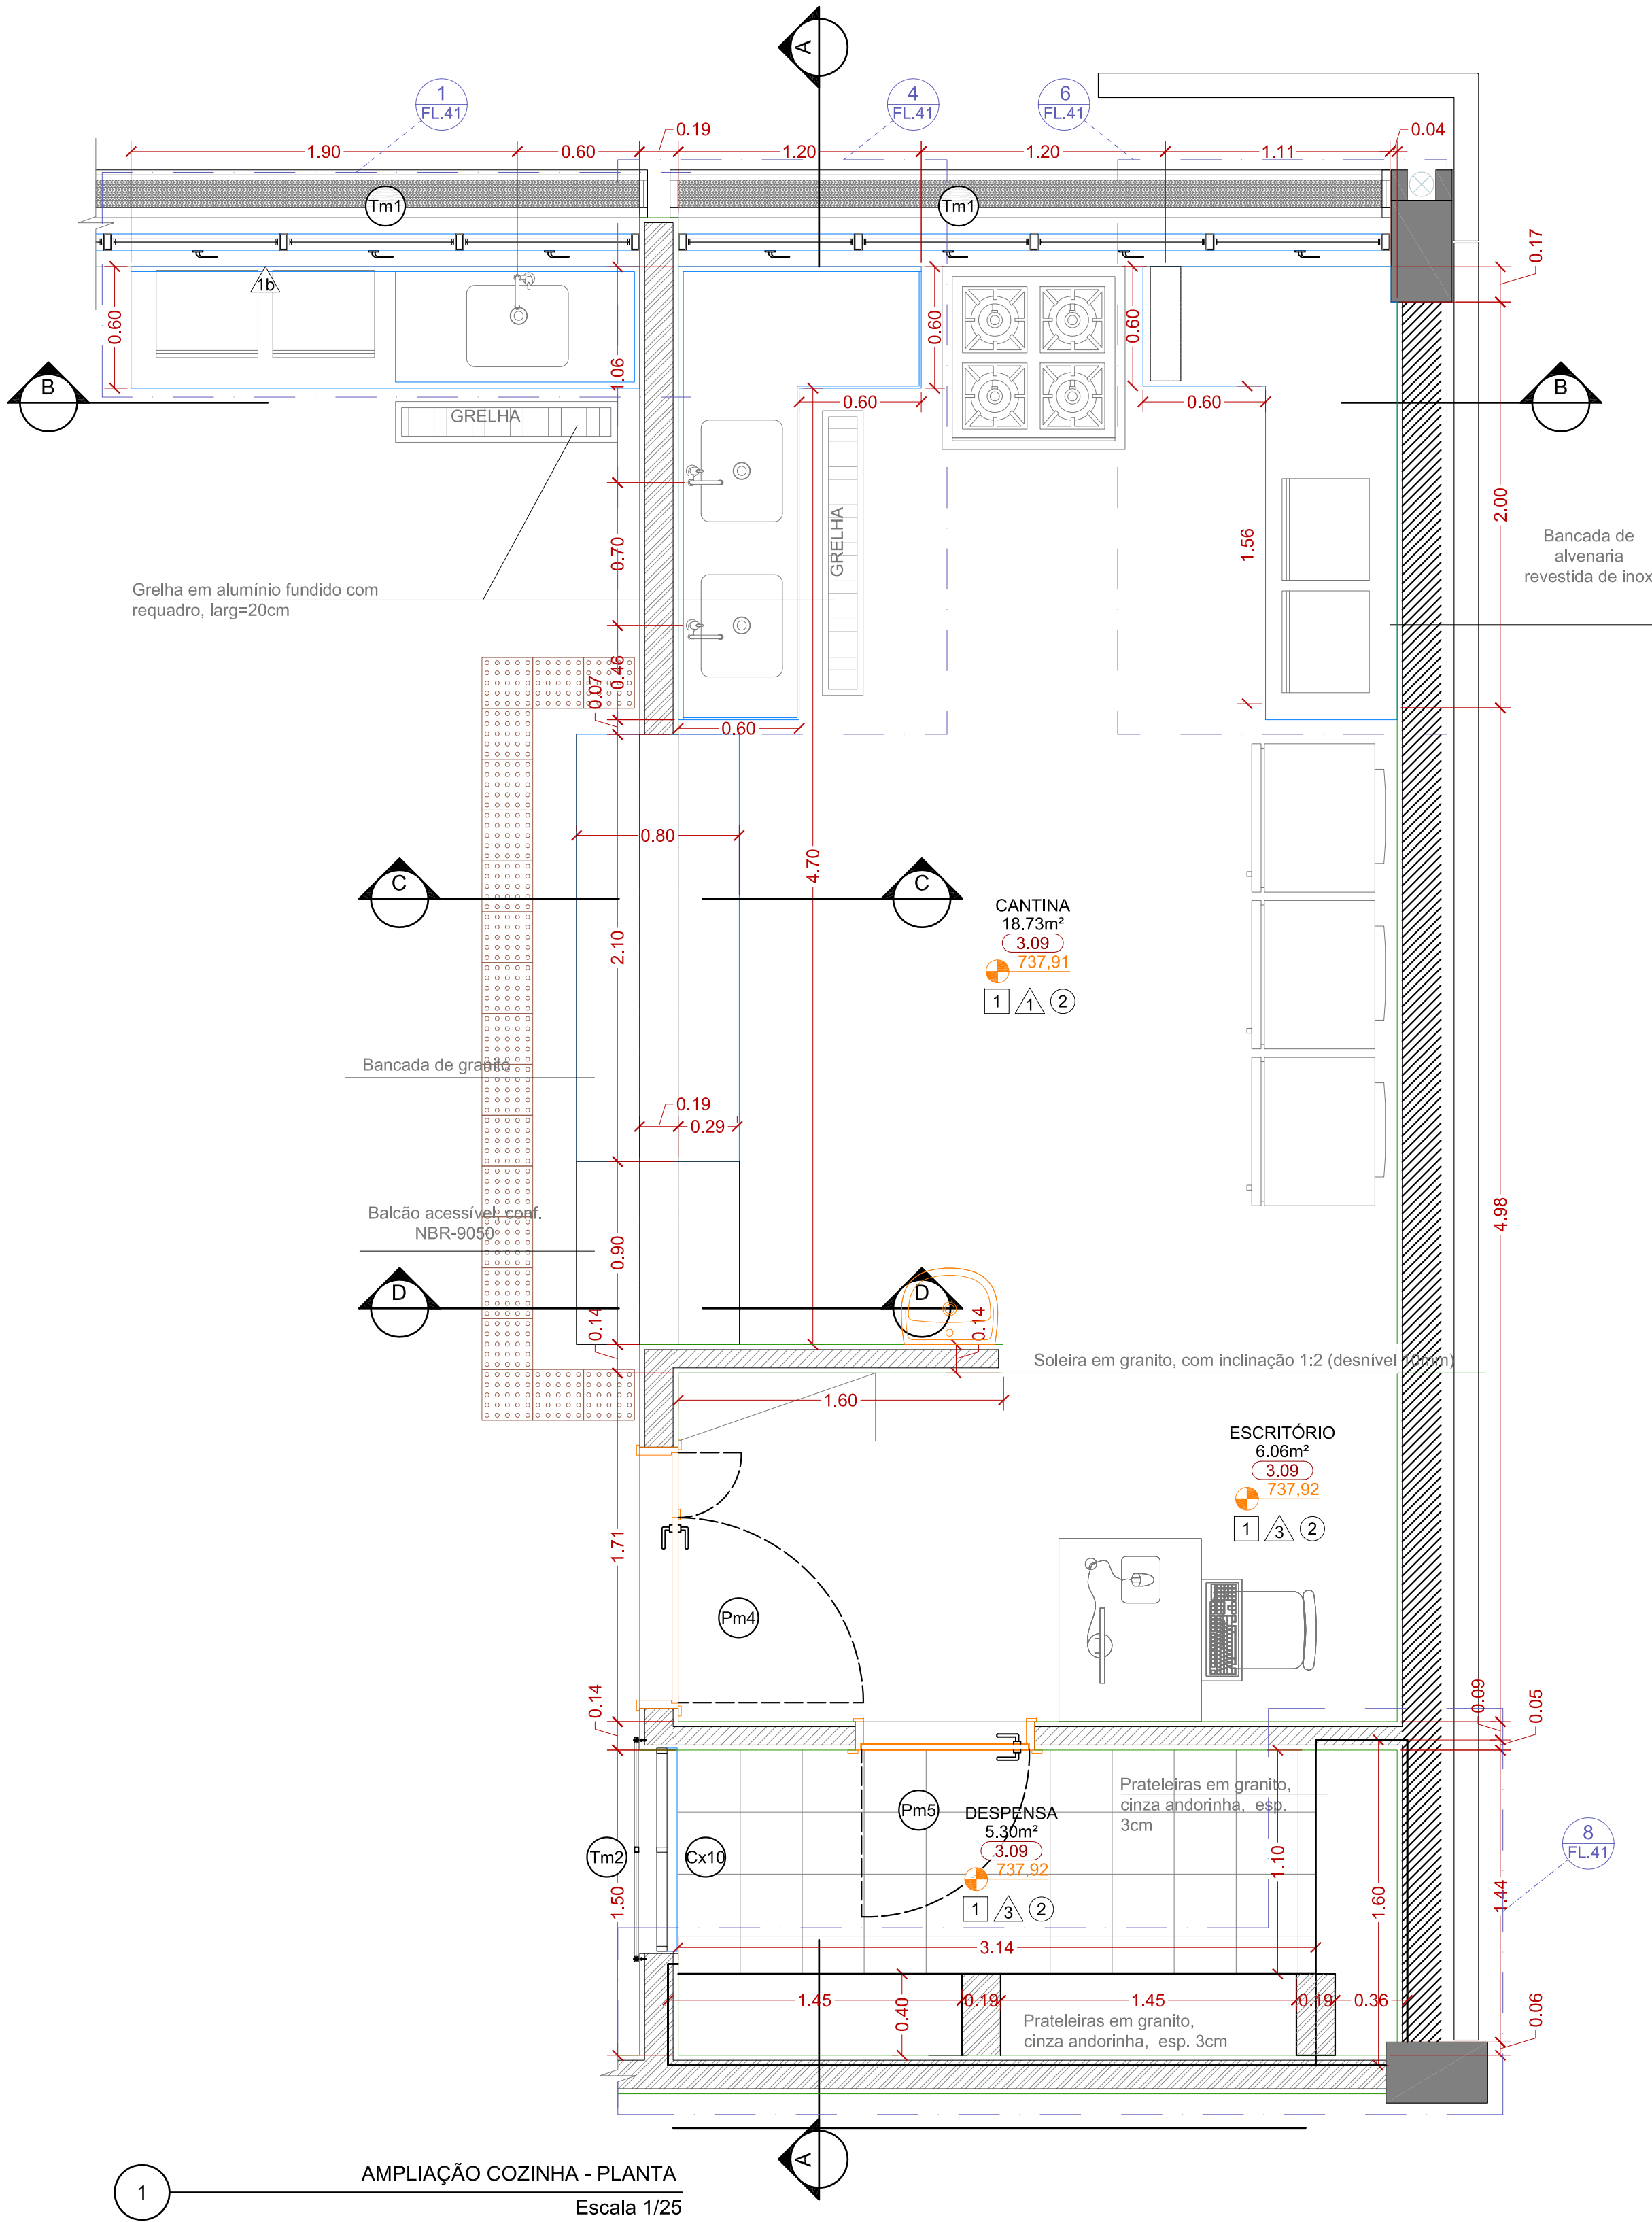 A
1
FL.41
4
FL.41
6
FL.41
0.19
0.04
1.90
0.60
1.20
1.20
1.11
Tm1
Tm1
0.17
1b
0.60
0.60
0.60
1.06
B
B
GRELHA
0.60
0.60
2.00
GRELHA
1.56
0.70
Bancada de
alvenaria
revestida de inox
Grelha em alumínio fundido com
requadro, larg=20cm
0.46
0.07
0.60
0.80
4.70
C
C
CANTINA
18.73m²
3.09
737,91
1
1
2
2.10
Bancada de granito
0.19
0.29
Balcão acessível conf.
NBR-9050
0.90
4.98
D
D
0.14
0.14
Soleira em granito, com inclinação 1:2 (desnível 10mm)
1.60
ESCRITÓRIO
6.06m²
3.09
737,92
1
3
2
1.71
Pm4
0.14
0.09
0.05
Prateleiras em granito,
cinza andorinha, esp.
3cm
Pm5
DESPENSA
5.30m²
3.09
737,92
1
3
2
Tm2
Cx10
1.10
8
FL.41
1.50
1.60
1.44
3.14
1.45
0.19
1.45
0.19
0.36
0.40
0.06
Prateleiras em granito,
cinza andorinha, esp. 3cm
A
1
AMPLIAÇÃO COZINHA - PLANTA
Escala 1/25